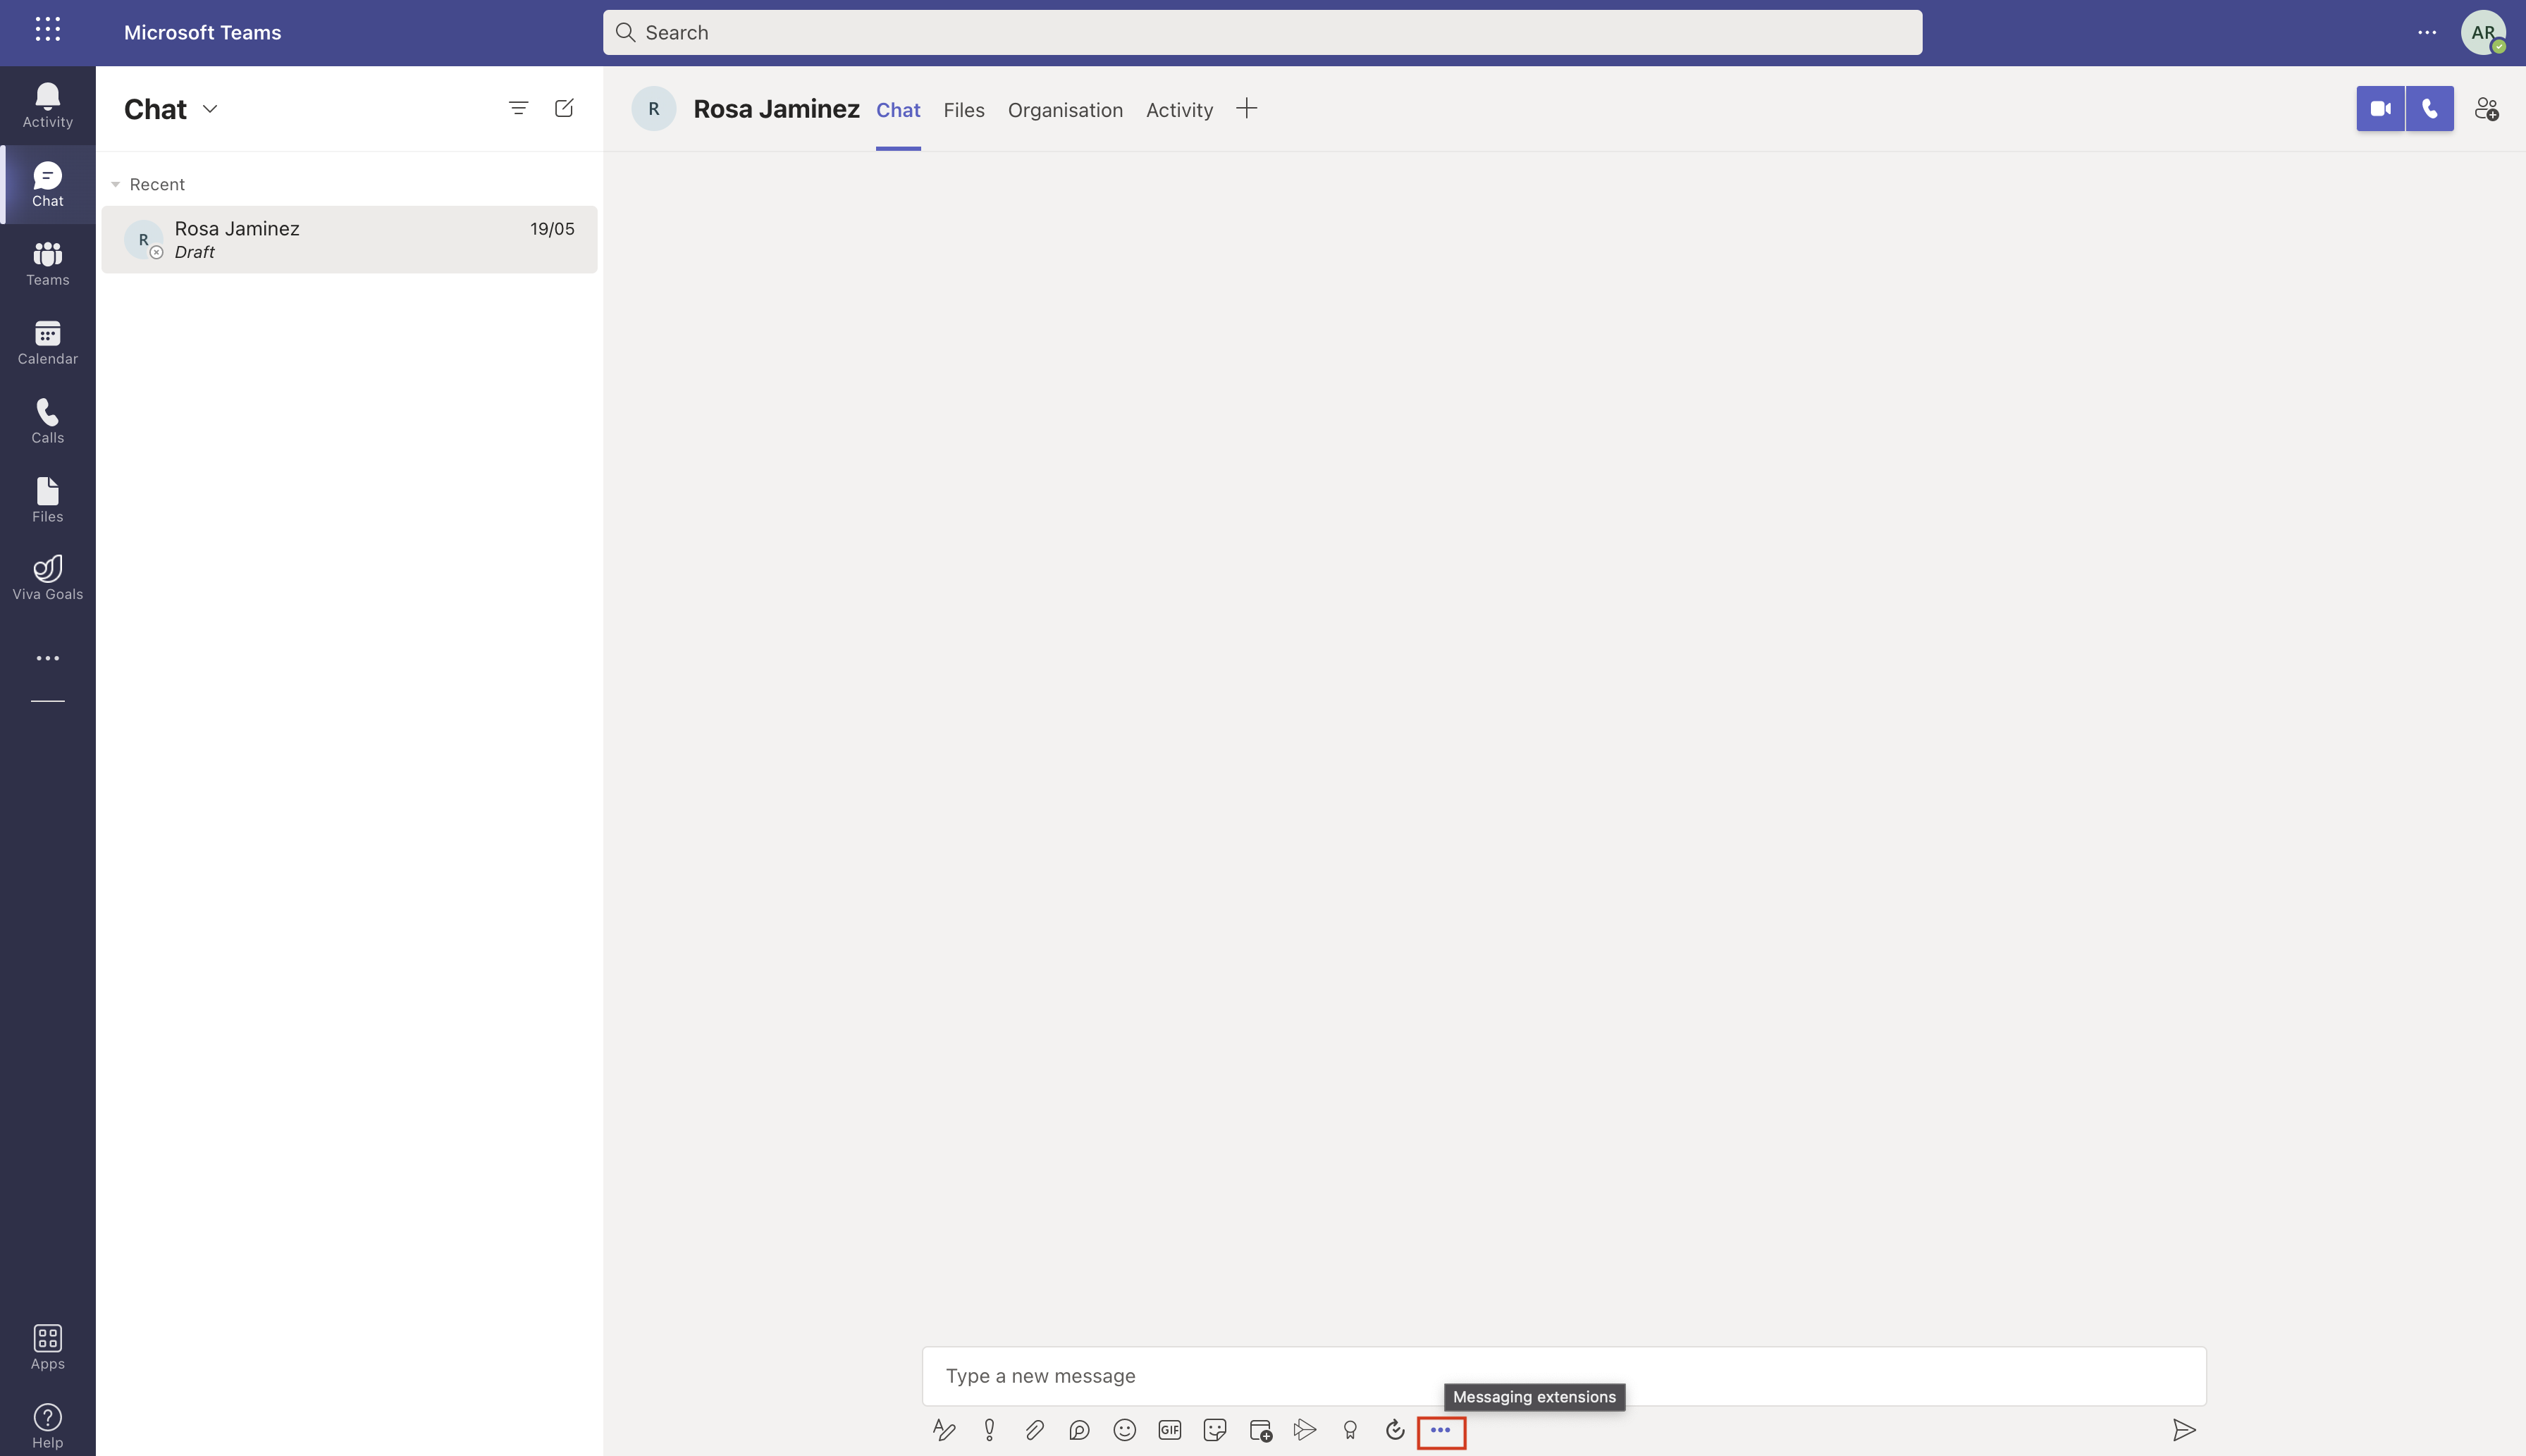 Microsoft Teams
Search
AR
Activity
Chat
Teams
Calendar
Calls
Files
Viva Goals
Apps
Help
Chat
Recent
R
Rosa Jaminez
19/05
Draft
R
Rosa Jaminez
Chat
Files
Organisation
Activity
Type a new message
Messaging extensions
GIF